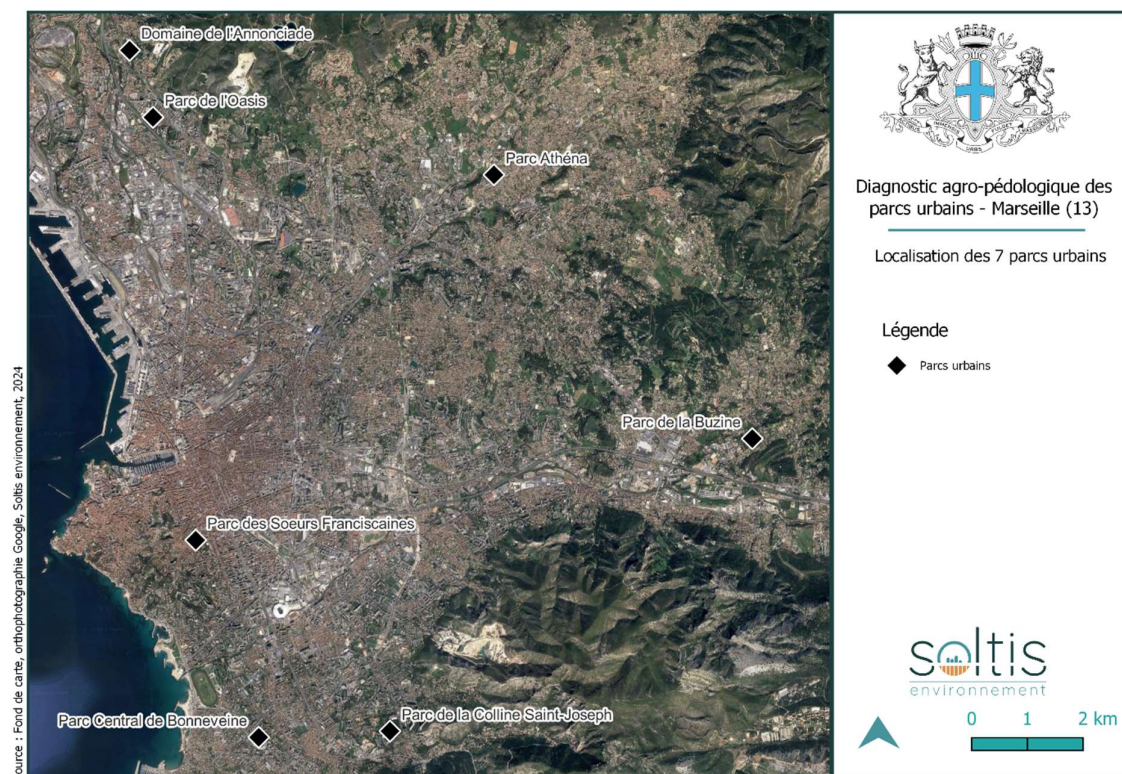 Domaine de l'Annonciade
Parc de l'Oasis
Parc Athéna
Parc de la Buzine
Parc des Soeurs Franciscaines
Parc Central de Bonneveine
Parc de la Colline Saint-Joseph
ource : Fond de carte, orthophotographie Google, Soltis environnement, 2024
Diagnostic agro-pédologique des
parcs urbains - Marseille (13)
Localisation des 7 parcs urbains
Légende
Parcs urbains
soltis
environnement
0 1 2 km